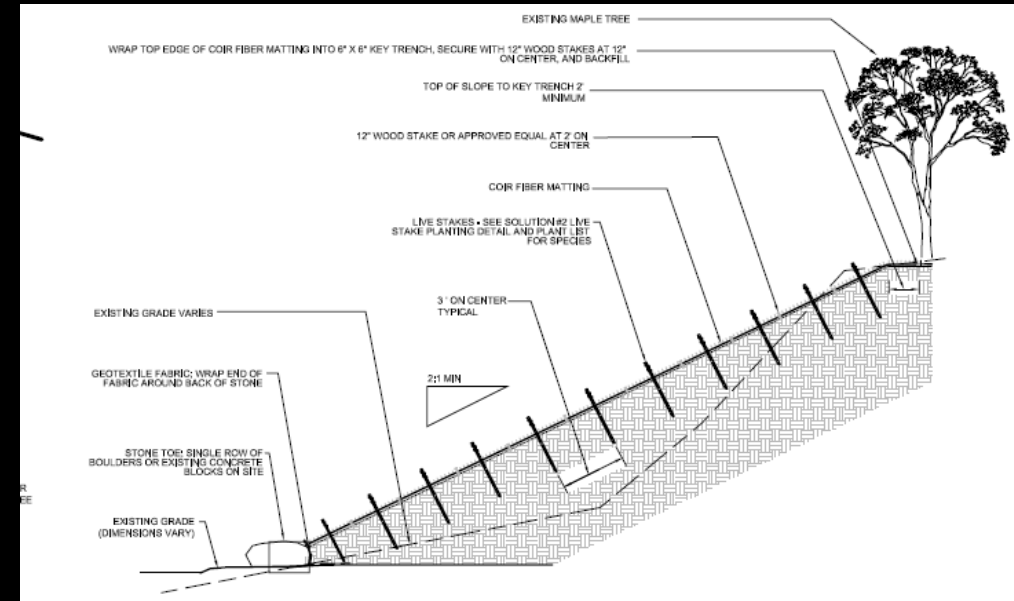 EXISTING MAPLE TREE
WRAP TOP EDGE OF COIR FIBER MATTING INTO 6" X 6" KEY TRENCH, SECURE WITH 12" WOOD STAKES AT 12"
ON CENTER, AND BACKFILL
TOP OF SLOPE TO KEY TRENCH 2'
MINIMUM
12" WOOD STAKE OR APPROVED EQUAL AT 2' ON
CENTER
COIR FIBER MATTING
LIVE STAKES - SEE SOLUTION #2 LIVE
STAKE PLANTING DETAIL AND PLANT LIST
FOR SPECIES
3' ON CENTER
TYPICAL
EXISTING GRADE VARIES
GEOTEXTILE FABRIC; WRAP END OF
FABRIC AROUND BACK OF STONE
2:1 MIN
STONE TOE: SINGLE ROW OF
BOULDERS OR EXISTING CONCRETE
BLOCKS ON SITE
R
EE
EXISTING GRADE
(DIMENSIONS VARY)